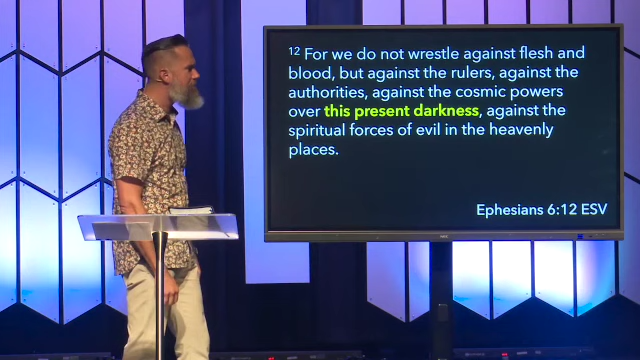 12 For we do not wrestle against flesh and
blood, but against the rulers, against the
authorities, against the cosmic powers
over this present darkness, against the
spiritual forces of evil in the heavenly
places.
Ephesians 6:12 ESV
NEC